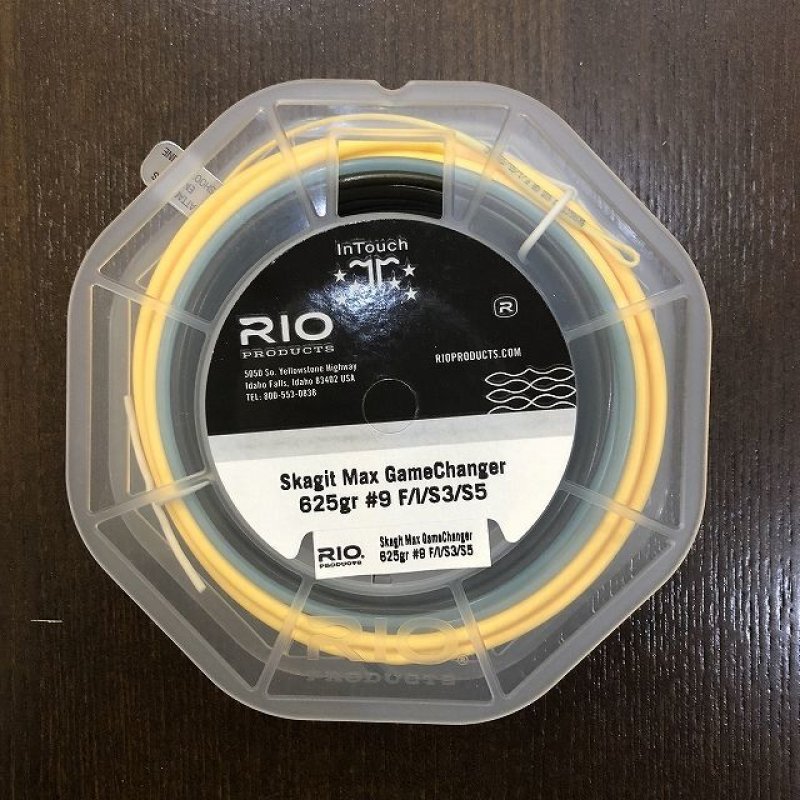 InTouch
RIO
PRODUCTS
5050 So. Yellowstone Highway
Idaho Falls, Idaho 83402 USA
TEL: 800-553-0838
R
RIOPRODUCTS.COM
Skagit Max GameChanger
625gr #9 F/I/S3/S5
RIO.
PRODUCTS
Skagit Max GameChanger
625gr #9 F/I/S3/S5
RIO
PRODUCTS